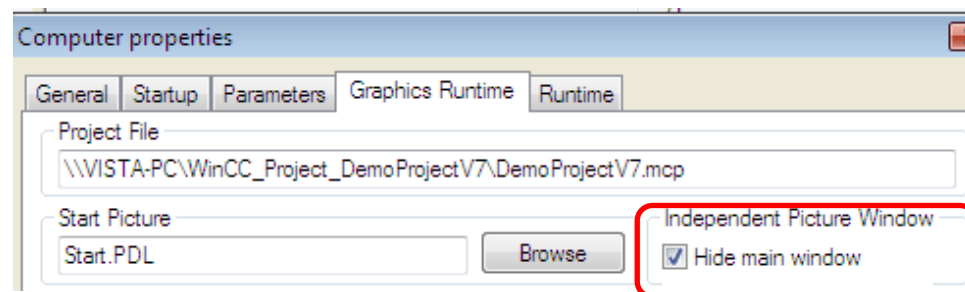 Computer properties
General Startup Parameters Graphics Runtime Runtime
Project File
\\VISTA-PC\WinCC_Project_DemoProjectV7\DemoProjectV7.mcp
Start Picture Independent Picture Window
Start.PDL Browse Hide main window